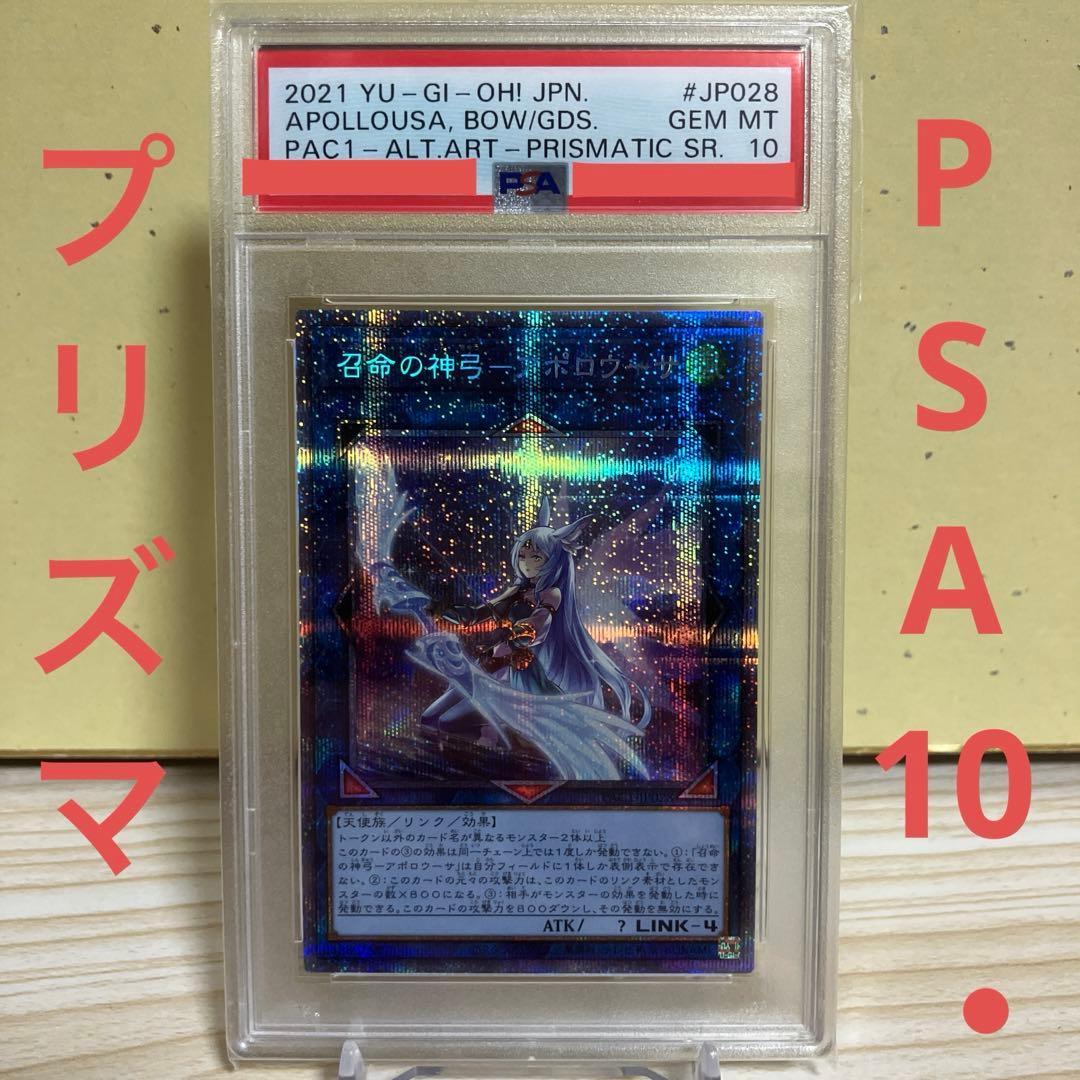 2021 YU-GI-OH! JPN. #JP028
APOLLOUSA, BOW/GDS. GEM MT
PAC1-ALT.ART-PRISMATIC SR. 10
PSA
プリズマ
PSA10.
召命の神弓－アポロウーサ
【天使族／リンク／効果】
トークン以外のカード名が異なるモンスター2体以上
このカードの③の効果は同一チェーン上では1度しか発動できない。①：「召命
の神弓－アポロウーサ」は自分フィールドに1体しか表側表示で存在でき
ない。②：このカードの元々の攻撃力は、このカードのリンク素材としたモン
スターの数×800になる。③：相手がモンスターの効果を発動した時に
発動できる。このカードの攻撃力を800ダウンし、その発動を無効にする。
ATK/ ? LINK-4